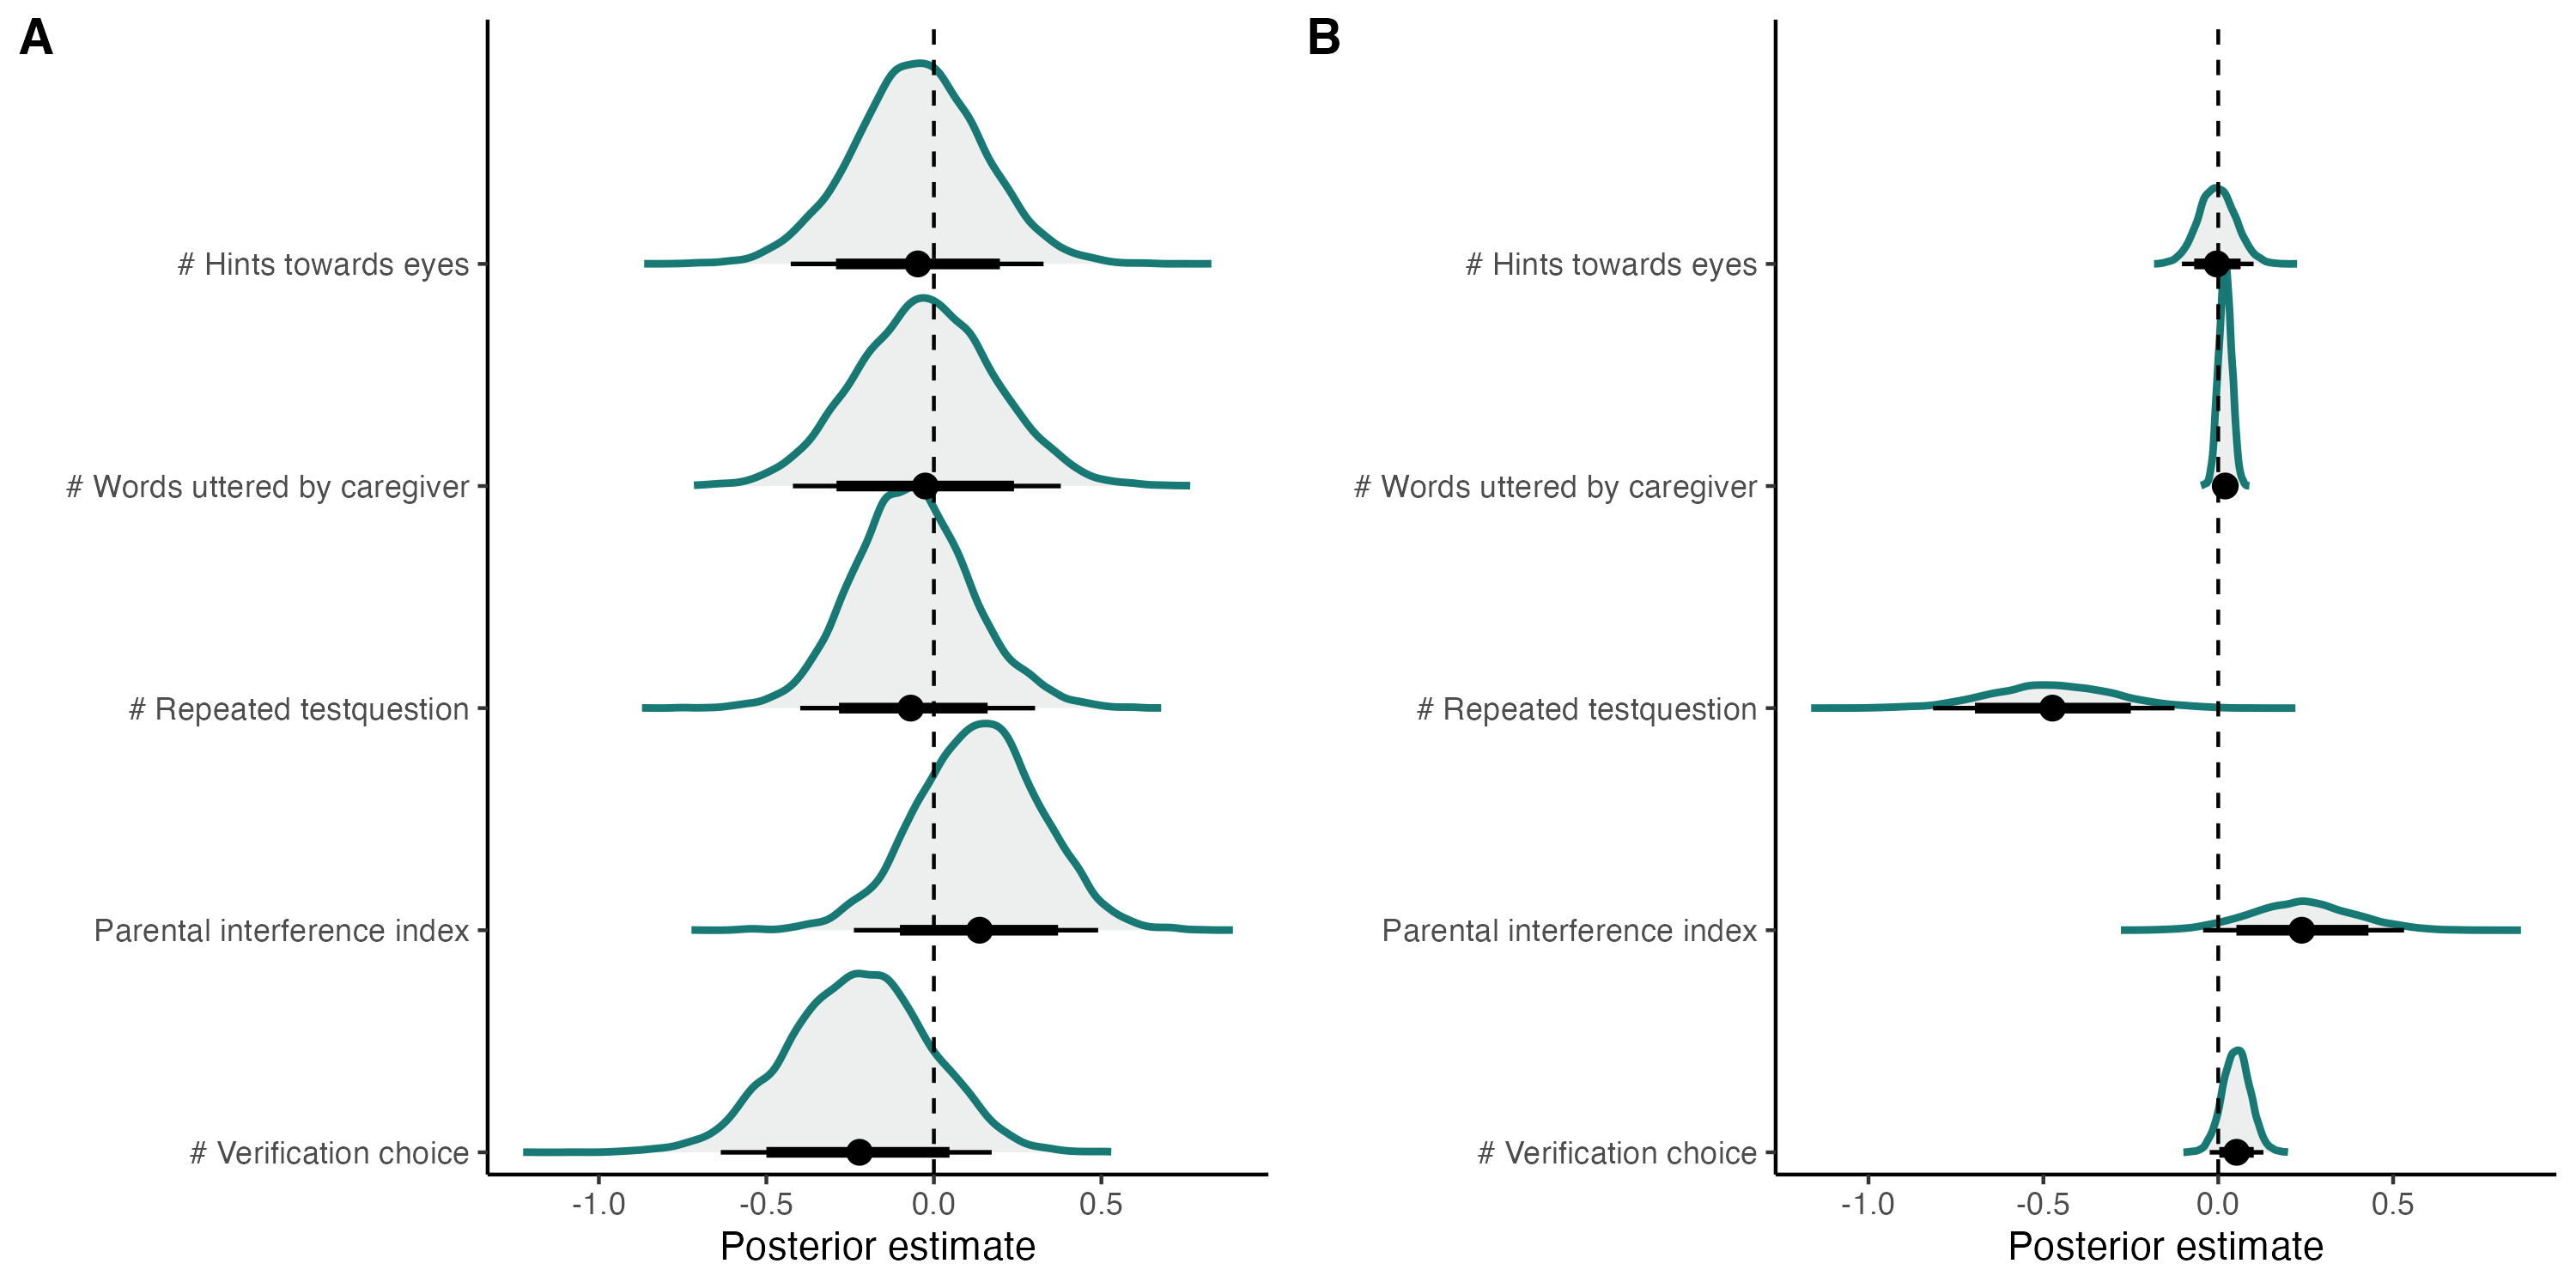 A
# Hints towards eyes
# Words uttered by caregiver
# Repeated testquestion
Parental interference index
# Verification choice
-1.0 -0.5 0.0 0.5
Posterior estimate
B
# Hints towards eyes
# Words uttered by caregiver
# Repeated testquestion
Parental interference index
# Verification choice
-1.0 -0.5 0.0 0.5
Posterior estimate